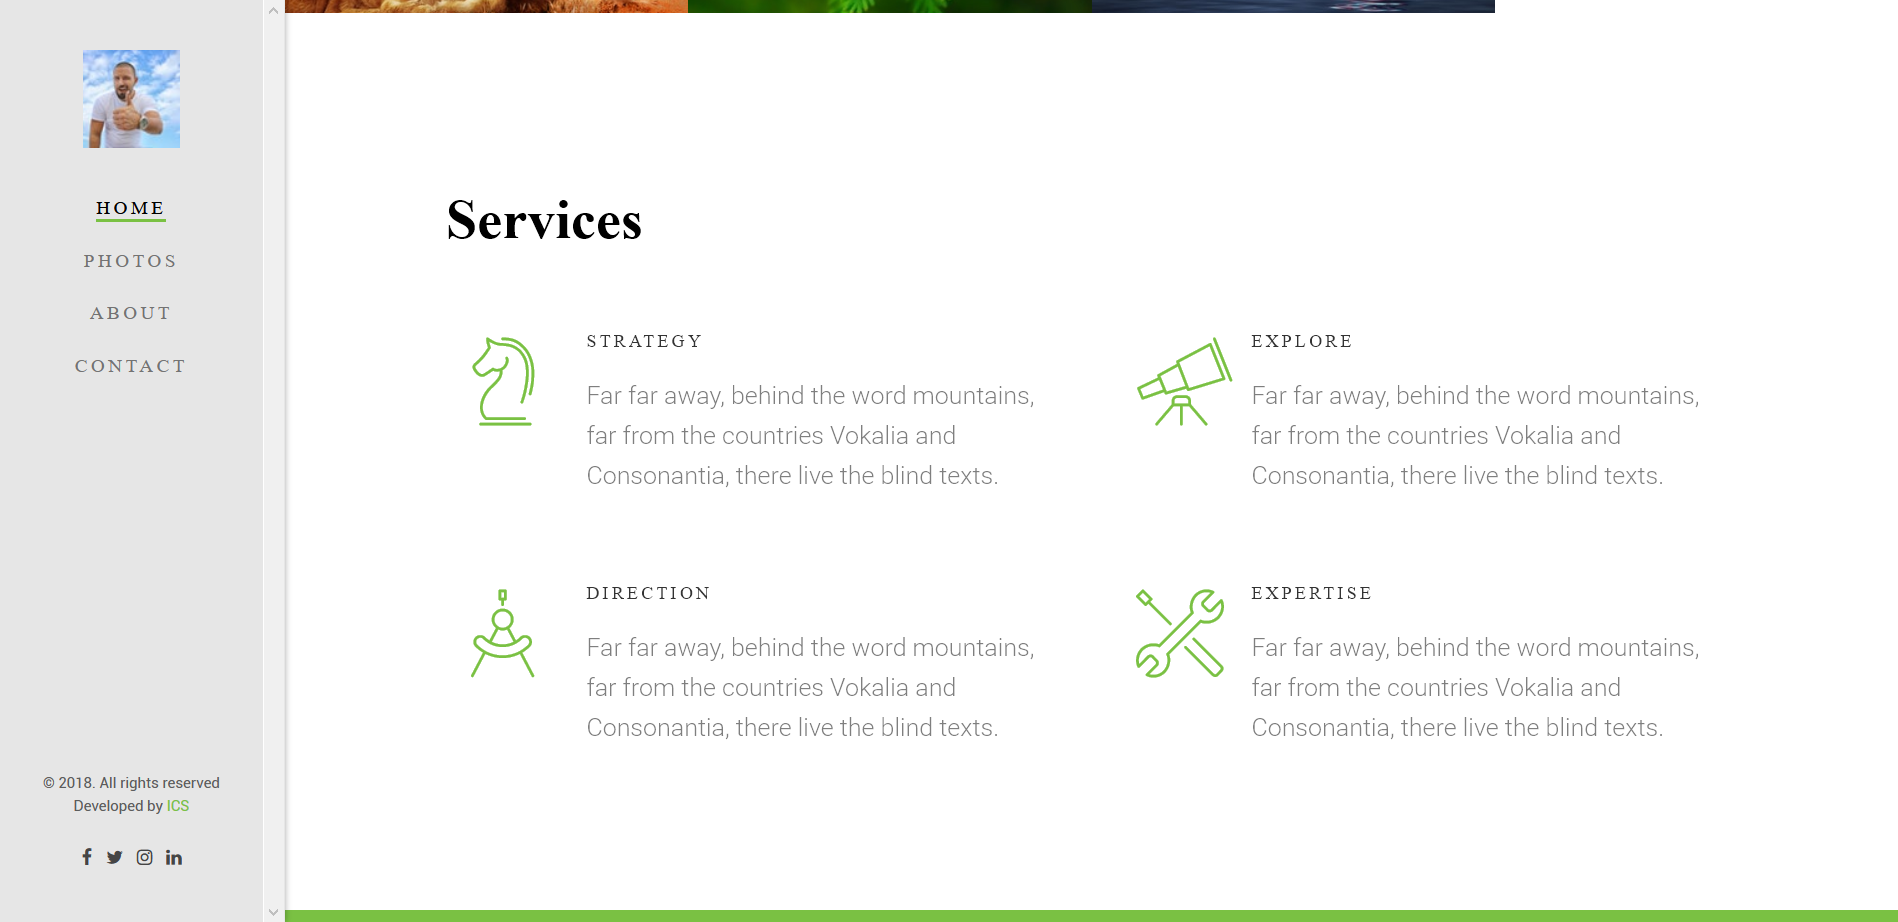 HOME
PHOTOS
ABOUT
CONTACT
© 2018. All rights reserved
Developed by ICS
Services
STRATEGY
Far far away, behind the word mountains,
far from the countries Vokalia and
Consonantia, there live the blind texts.
EXPLORE
Far far away, behind the word mountains,
far from the countries Vokalia and
Consonantia, there live the blind texts.
DIRECTION
Far far away, behind the word mountains,
far from the countries Vokalia and
Consonantia, there live the blind texts.
EXPERTISE
Far far away, behind the word mountains,
far from the countries Vokalia and
Consonantia, there live the blind texts.